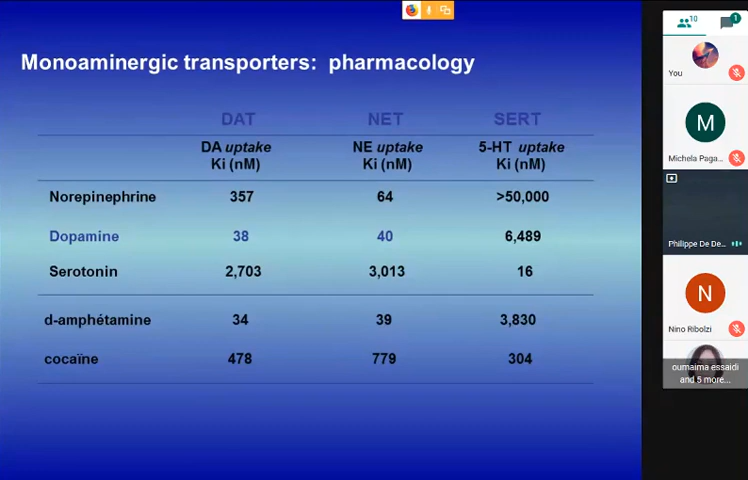 10
1
Monoaminergic transporters: pharmacology
You
DAT NET SERT
DA uptake NE uptake 5-HT uptake
Ki (nM) Ki (nM) Ki (nM)
M
Michela Paga...
Norepinephrine 357 64 >50,000
Dopamine 38 40 6,489
Philippe De De...
Serotonin 2,703 3,013 16
N
d-amphétamine 34 39 3,830
Nino Ribolzi
cocaïne 478 779 304
oumaima essaidi
and 5 more...